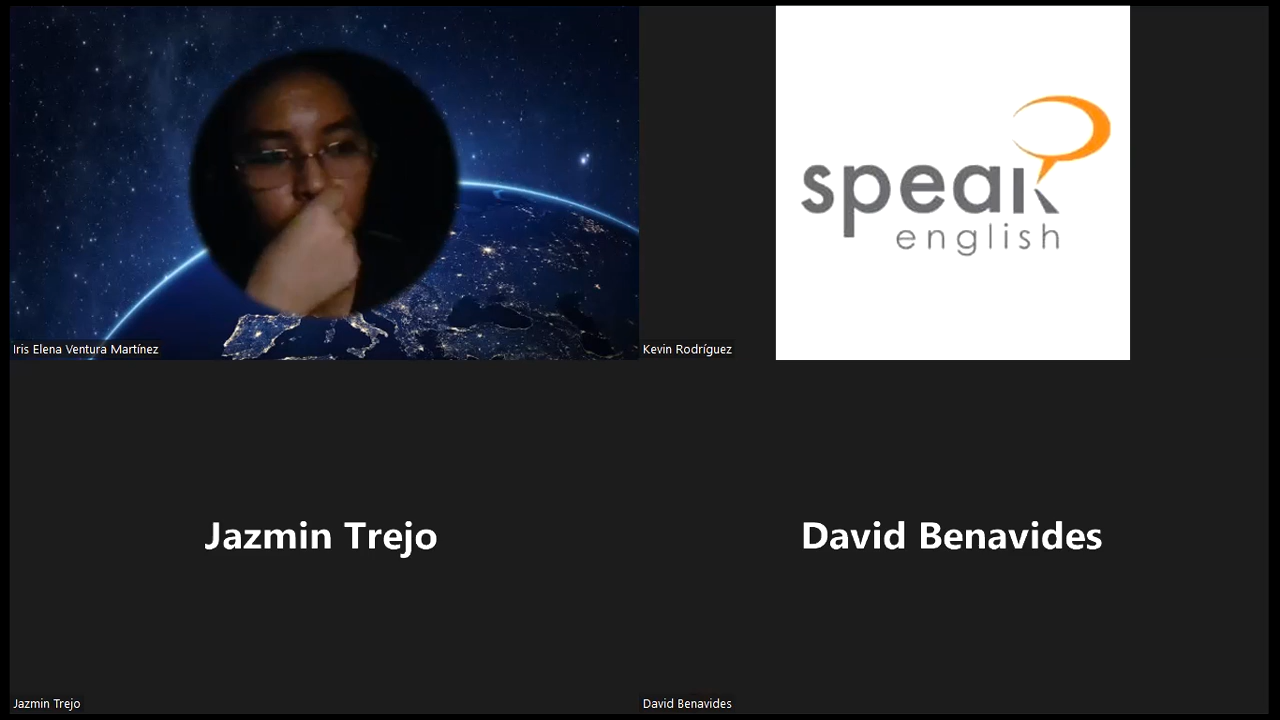 Iris Elena Ventura Martínez
speak
english
Kevin Rodríguez
Jazmin Trejo
David Benavides
Jazmin Trejo
David Benavides